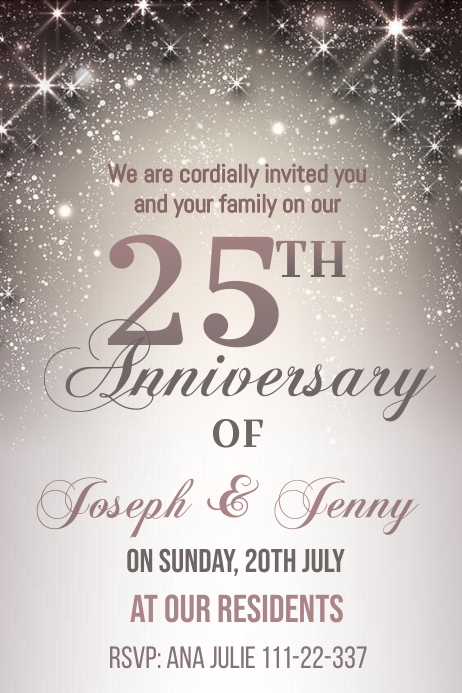 We are cordially invited you
and your family on our
25TH
Anniversary
OF
Joseph & Jenny
ON SUNDAY, 20TH JULY
AT OUR RESIDENTS
RSVP: ANA JULIE 111-22-337